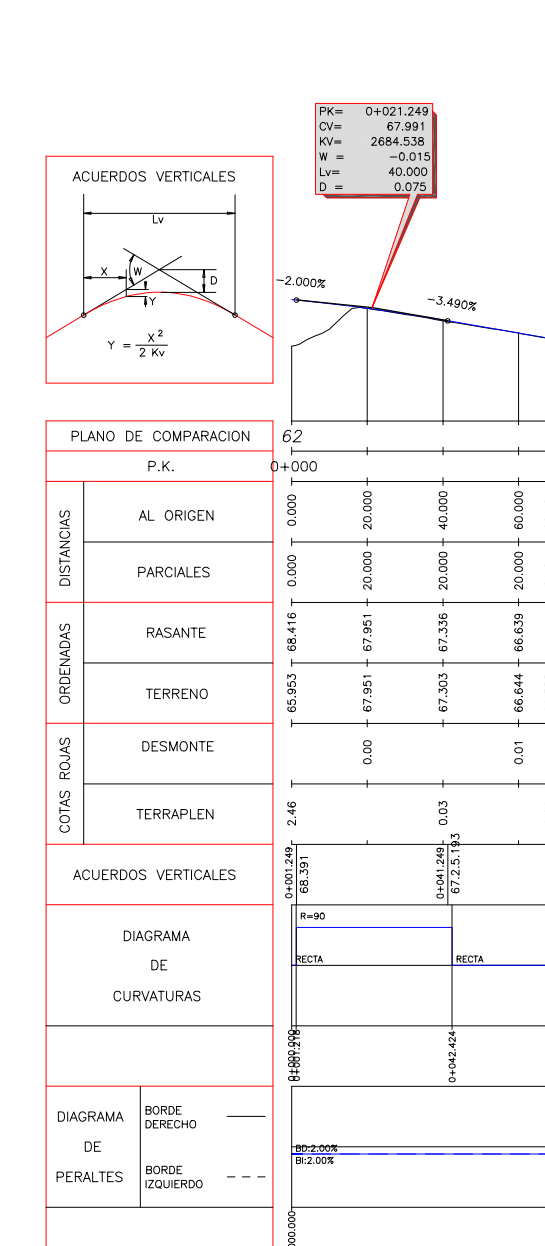 PK= 0+021.249
CV= 67.991
KV= 2684.538
W = -0.015
Lv= 40.000
D = 0.075
ACUERDOS VERTICALES
Lv
X
W
D
Y
Y = X² / 2 Kv
-2.000%
-3.490%
PLANO DE COMPARACION 62
P.K. 0+000
DISTANCIAS
AL ORIGEN 0.000 20.000 40.000 60.000
PARCIALES 0.000 20.000 20.000 20.000
ORDENADAS
RASANTE 68.416 67.951 67.336 66.639
TERRENO 65.953 67.951 67.303 66.644
COTAS ROJAS
DESMONTE 0.00 0.01
TERRAPLEN 2.46 0.03
ACUERDOS VERTICALES
0+001.249
68.391
0+041.249
DIAGRAMA
DE
CURVATURAS
R=90
RECTA
RECTA
0+000.000
0+001.218
0+042.424
DIAGRAMA
DE
PERALTES
BORDE
DERECHO
BORDE
IZQUIERDO
BD:2.00%
BI:2.00%
000.000